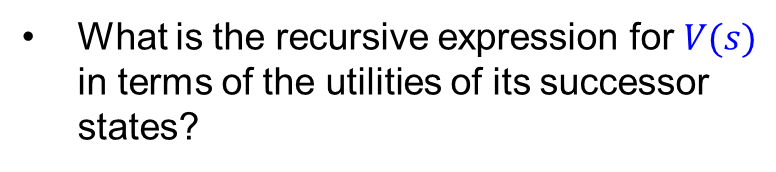 • What is the recursive expression for V(s)
in terms of the utilities of its successor
states?